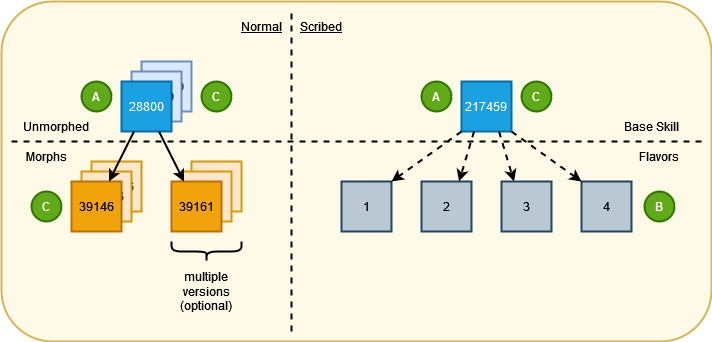 Normal
Scribed
A
28800
C
A
217459
C
Unmorphed
Base Skill
Morphs
Flavors
C
39146
39161
1
2
3
4
B
multiple
versions
(optional)